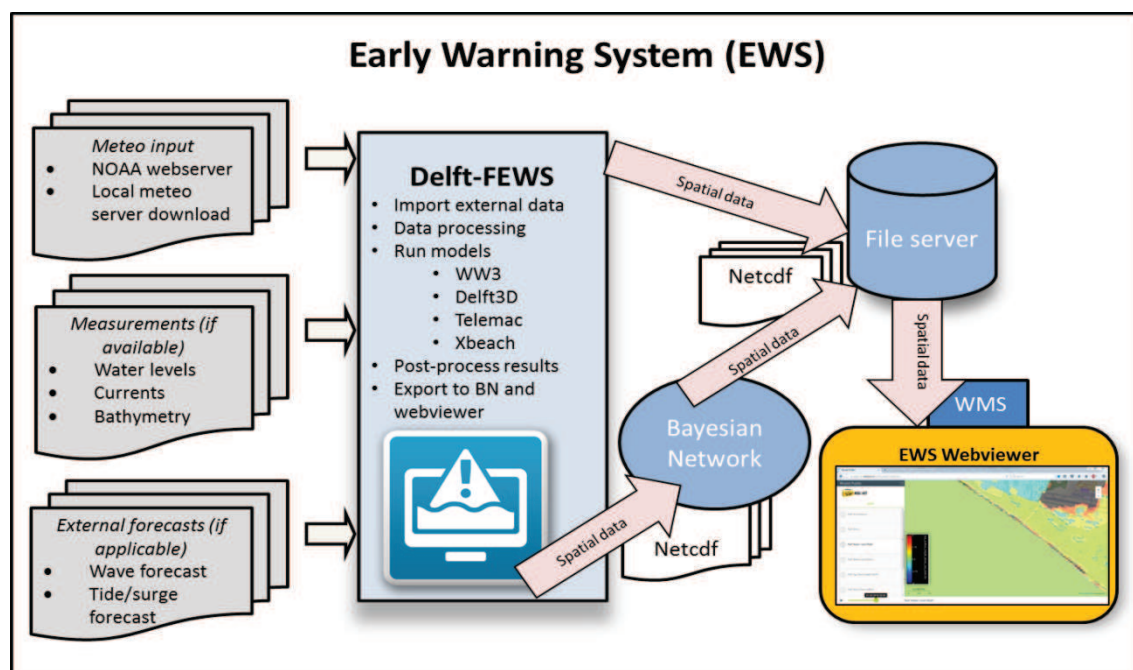 Early Warning System (EWS)
Meteo input
• NOAA webserver
• Local meteo
server download
Measurements (if
available)
• Water levels
• Currents
• Bathymetry
External forecasts (if
applicable)
• Wave forecast
• Tide/surge
forecast
Delft-FEWS
• Import external data
• Data processing
• Run models
• WW3
• Delft3D
• Telemac
• Xbeach
• Post-process results
• Export to BN and
webviewer
Spatial data
File server
Netcdf
Spatial data
Bayesian
Network
Spatial data
Netcdf
Spatial data
WMS
EWS Webviewer